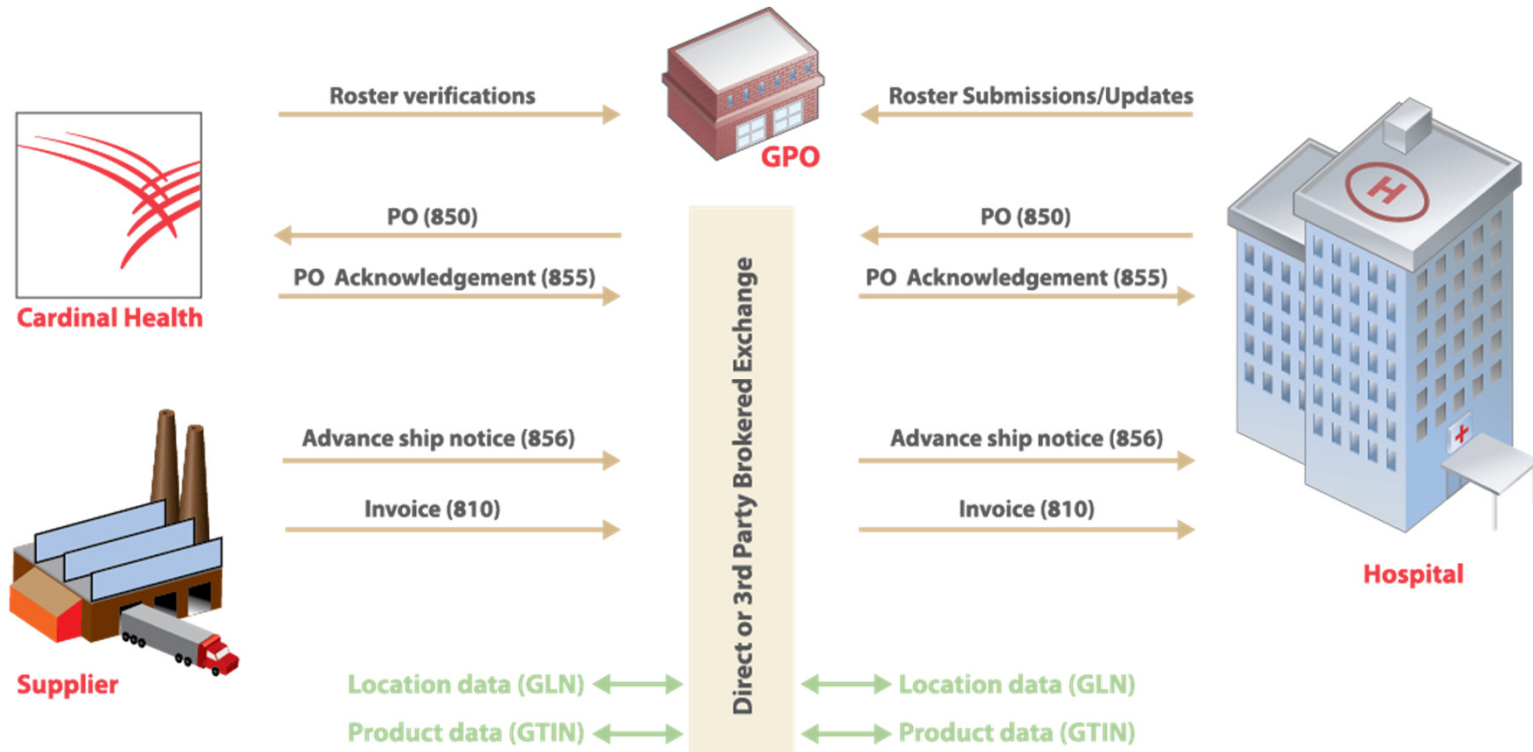 Roster verifications
Roster Submissions/Updates
GPO
PO (850)
PO (850)
PO Acknowledgement (855)
PO Acknowledgement (855)
Cardinal Health
H
Direct or 3rd Party Brokered Exchange
Advance ship notice (856)
Advance ship notice (856)
Invoice (810)
Invoice (810)
Hospital
Supplier
Location data (GLN)
Location data (GLN)
Product data (GTIN)
Product data (GTIN)